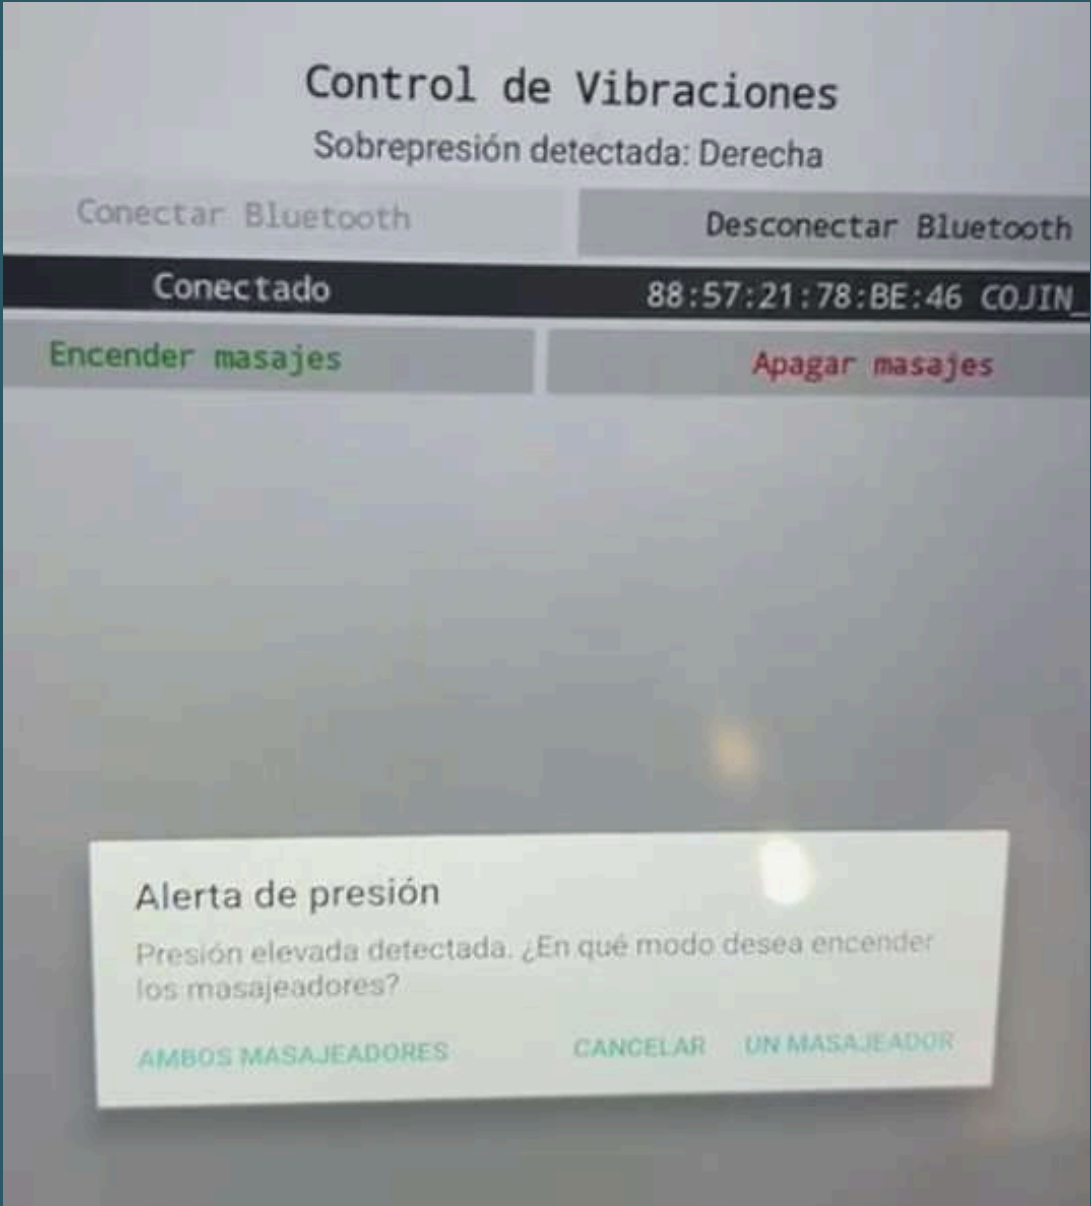 Control de Vibraciones
Sobrepresión detectada: Derecha
Conectar Bluetooth
Desconectar Bluetooth
Conectado
88:57:21:78:BE:46 COJIN_
Encender masajes
Apagar masajes
Alerta de presión
Presión elevada detectada. ¿En qué modo desea encender
los masajeadores?
AMBOS MASAJEADORES
CANCELAR
UN MASAJEADOR